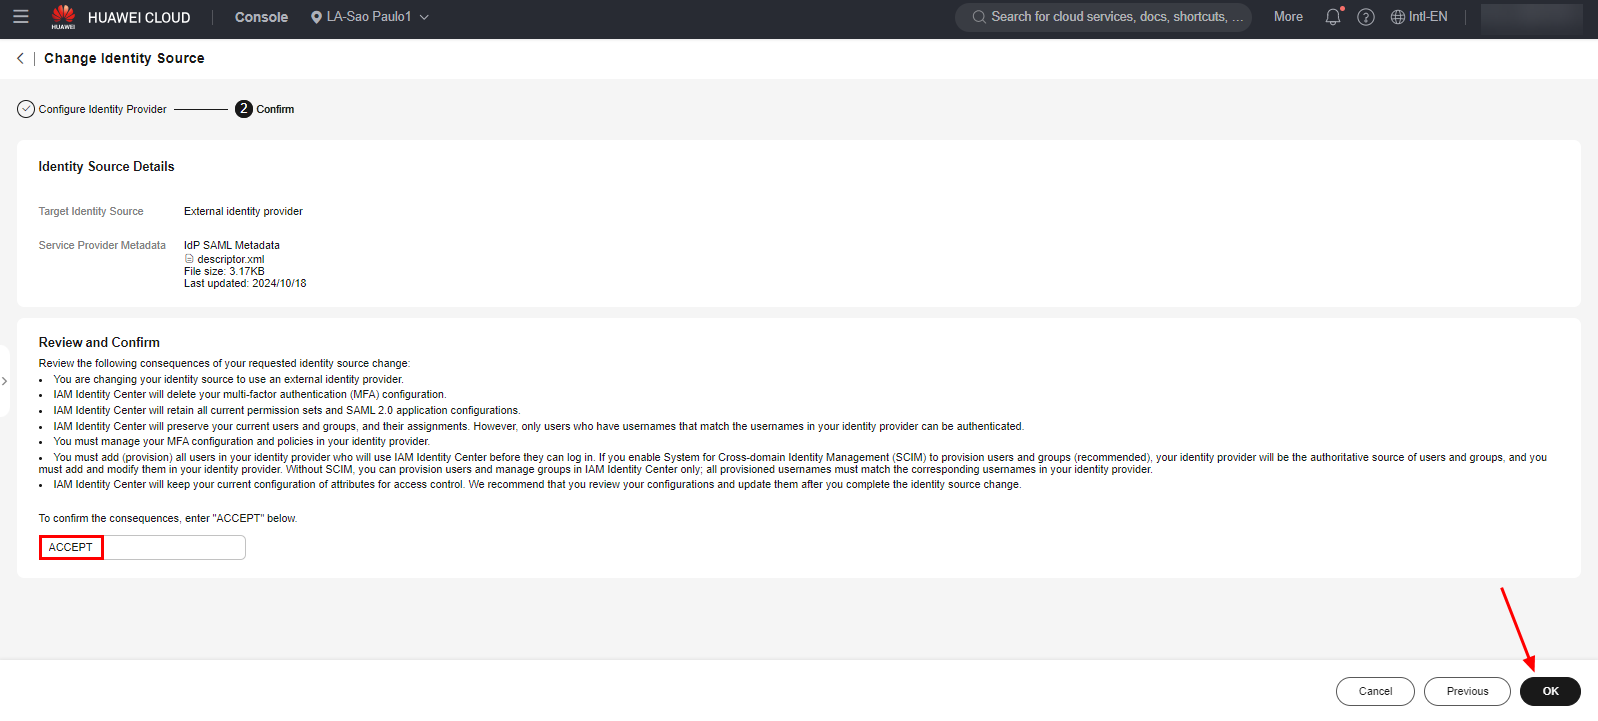 HUAWEI
HUAWEI CLOUD
Console
LA-Sao Paulo1
Search for cloud services, docs, shortcuts, ...
More
?
Intl-EN
Change Identity Source
Configure Identity Provider
2 Confirm
Identity Source Details
Target Identity Source External identity provider
Service Provider Metadata IdP SAML Metadata
descriptor.xml
File size: 3.17KB
Last updated: 2024/10/18
Review and Confirm
Review the following consequences of your requested identity source change:
• You are changing your identity source to use an external identity provider.
• IAM Identity Center will delete your multi-factor authentication (MFA) configuration.
• IAM Identity Center will retain all current permission sets and SAML 2.0 application configurations.
• IAM Identity Center will preserve your current users and groups, and their assignments. However, only users who have usernames that match the usernames in your identity provider can be authenticated.
• You must manage your MFA configuration and policies in your identity provider.
• You must add (provision) all users in your identity provider who will use IAM Identity Center before they can log in. If you enable System for Cross-domain Identity Management (SCIM) to provision users and groups (recommended), your identity provider will be the authoritative source of users and groups, and you
must add and modify them in your identity provider. Without SCIM, you can provision users and manage groups in IAM Identity Center only; all provisioned usernames must match the corresponding usernames in your identity provider.
• IAM Identity Center will keep your current configuration of attributes for access control. We recommend that you review your configurations and update them after you complete the identity source change.
To confirm the consequences, enter "ACCEPT" below.
ACCEPT
Cancel
Previous
OK